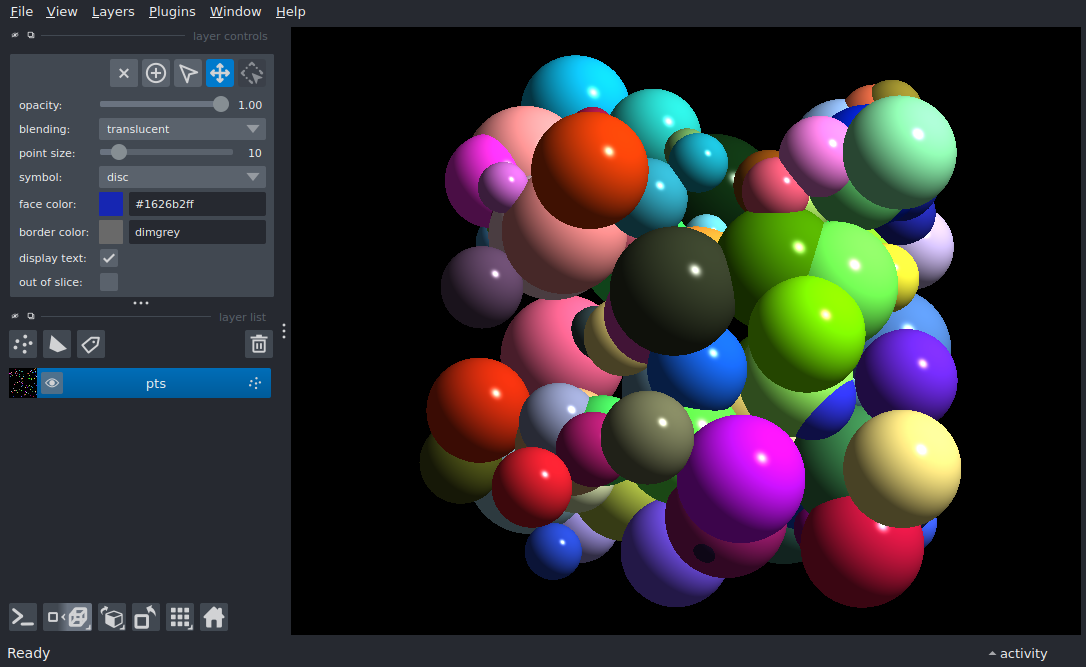 File View Layers Plugins Window Help
layer controls
opacity: 1.00
blending: translucent
point size: 10
symbol: disc
face color: #1626b2ff
border color: dimgrey
display text:
out of slice:
layer list
pts
Ready
activity